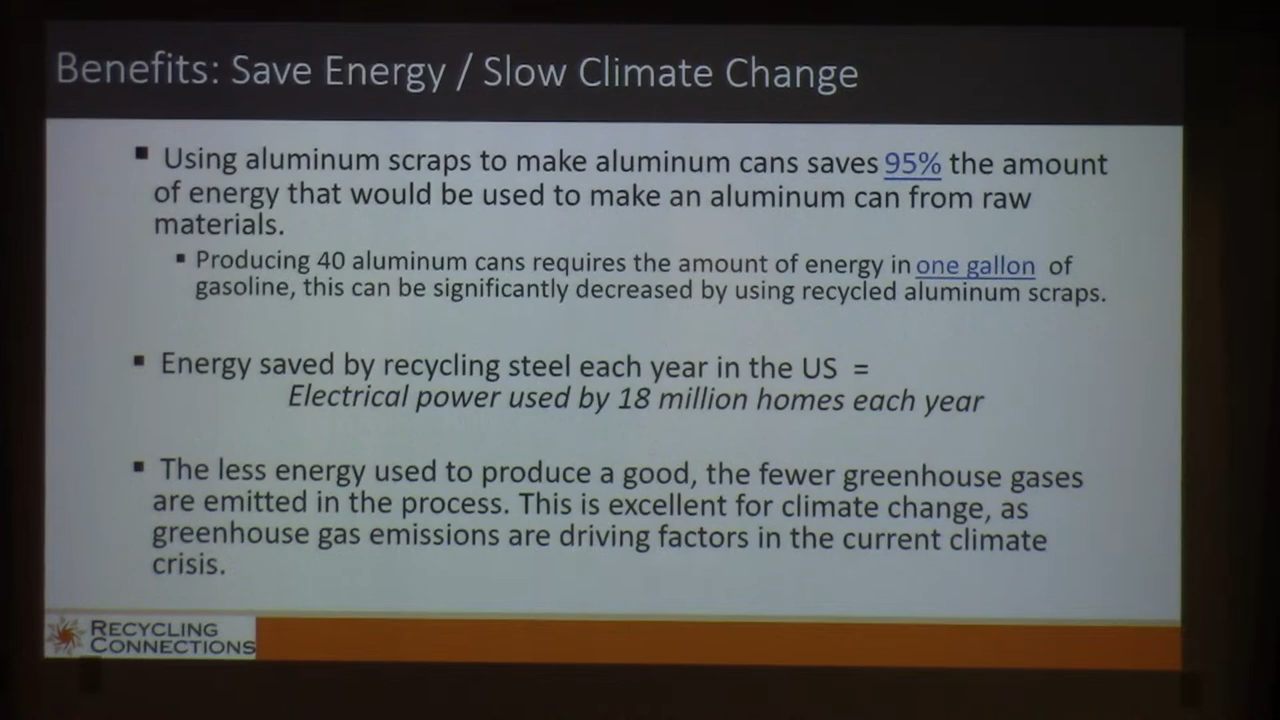 Benefits: Save Energy / Slow Climate Change
▪ Using aluminum scraps to make aluminum cans saves 95% the amount
of energy that would be used to make an aluminum can from raw
materials.
▪ Producing 40 aluminum cans requires the amount of energy in one gallon of
gasoline, this can be significantly decreased by using recycled aluminum scraps.
▪ Energy saved by recycling steel each year in the US =
Electrical power used by 18 million homes each year
▪ The less energy used to produce a good, the fewer greenhouse gases
are emitted in the process. This is excellent for climate change, as
greenhouse gas emissions are driving factors in the current climate
crisis.
RECYCLING
CONNECTIONS